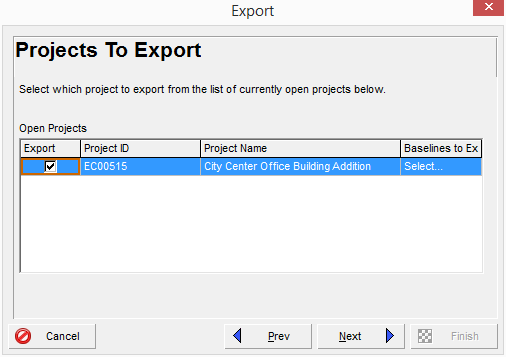 Export
Projects To Export
Select which project to export from the list of currently open projects below.
Open Projects
Export Project ID Project Name Baselines to Ex
EC00515 City Center Office Building Addition Select...
Cancel Prev Next Finish